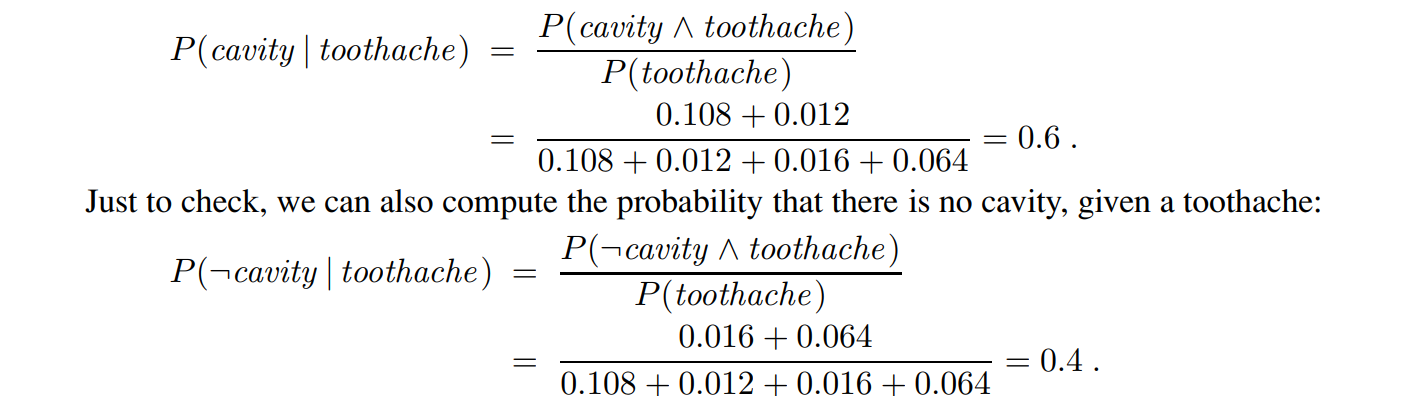 P(cavity | toothache) = P(cavity ∧ toothache) / P(toothache)
= 0.108 + 0.012 / 0.108 + 0.012 + 0.016 + 0.064 = 0.6 .
Just to check, we can also compute the probability that there is no cavity, given a toothache:
P(¬cavity | toothache) = P(¬cavity ∧ toothache) / P(toothache)
= 0.016 + 0.064 / 0.108 + 0.012 + 0.016 + 0.064 = 0.4 .